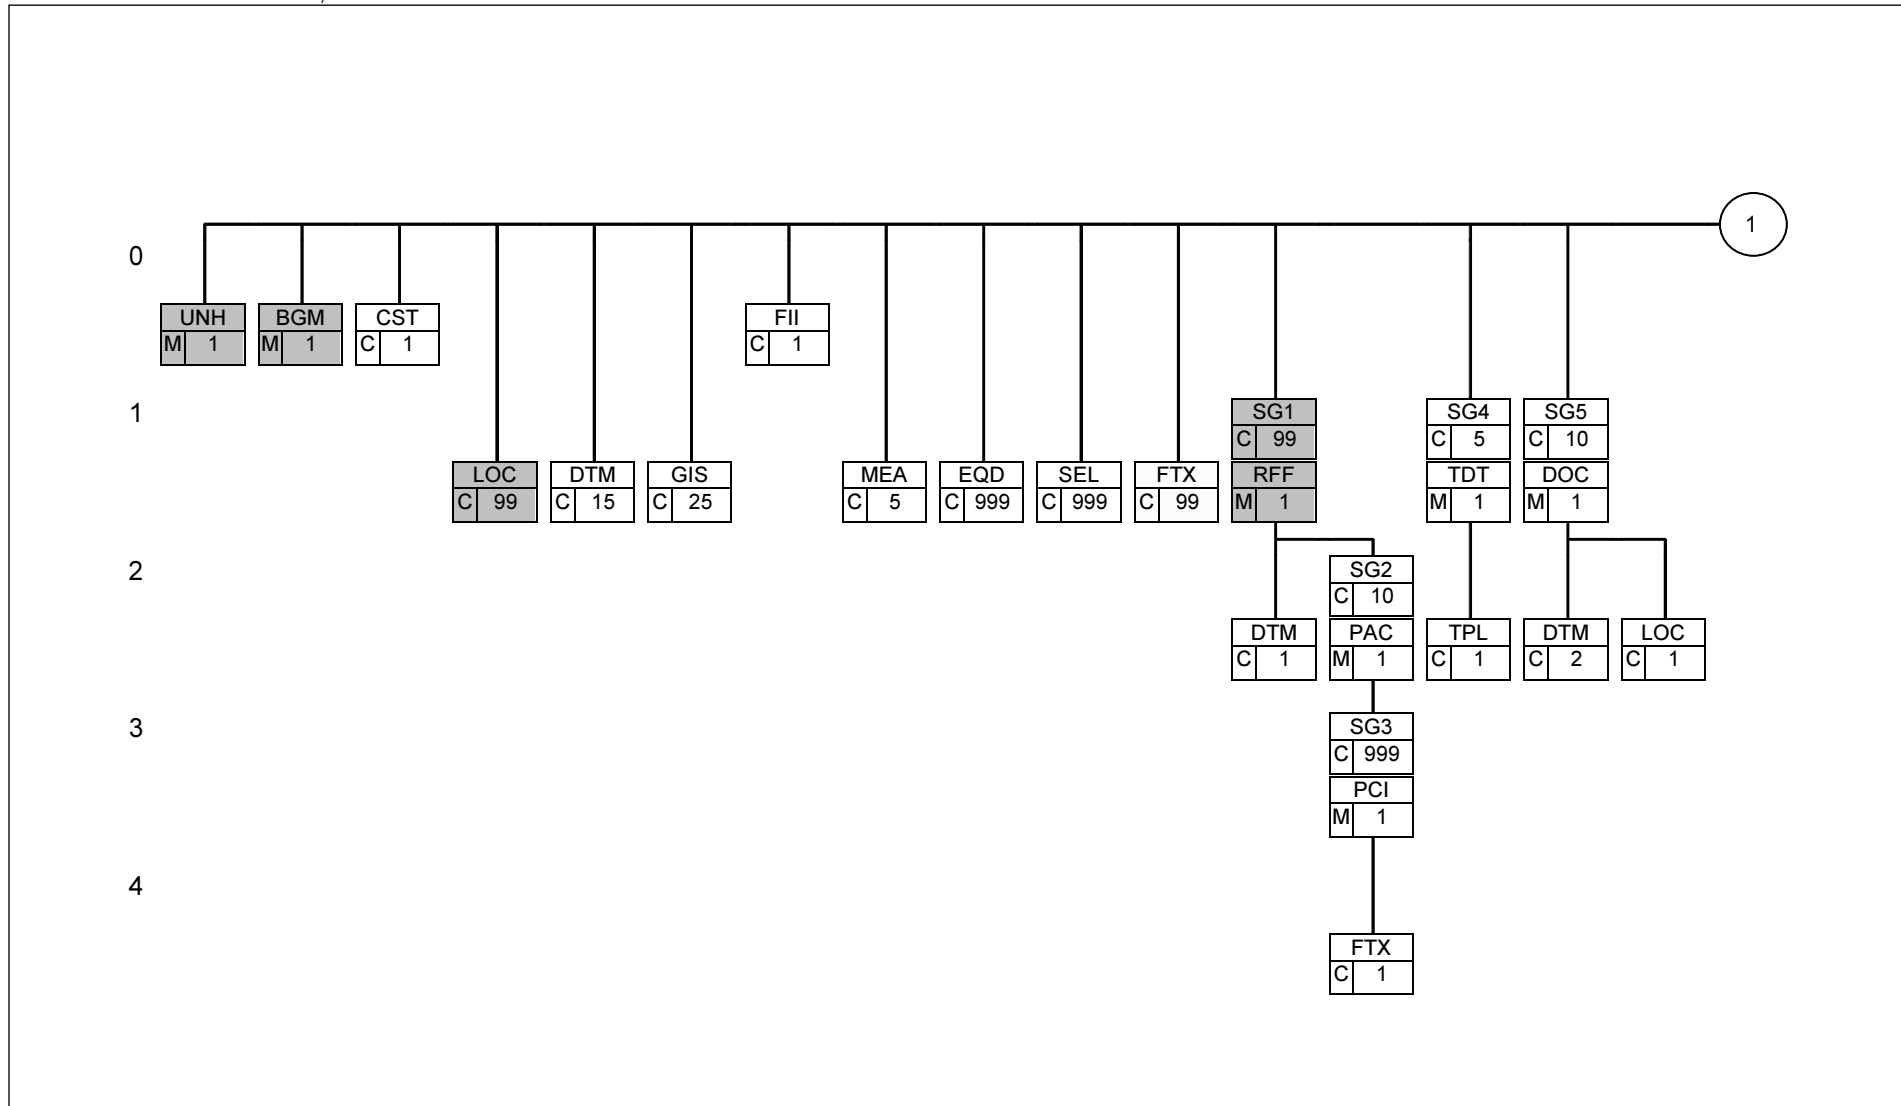 1
0
UNH BGM CST FII
M 1 M 1 C 1 C 1
1 SG1 SG4 SG5
C 99 C 5 C 10
LOC DTM GIS MEA EQD SEL FTX RFF TDT DOC
C 99 C 15 C 25 C 5 C 999 C 999 C 99 M 1 M 1 M 1
2 SG2
C 10
DTM PAC TPL DTM LOC
C 1 M 1 C 1 C 2 C 1
3 SG3
C 999
PCI
M 1
4
FTX
C 1